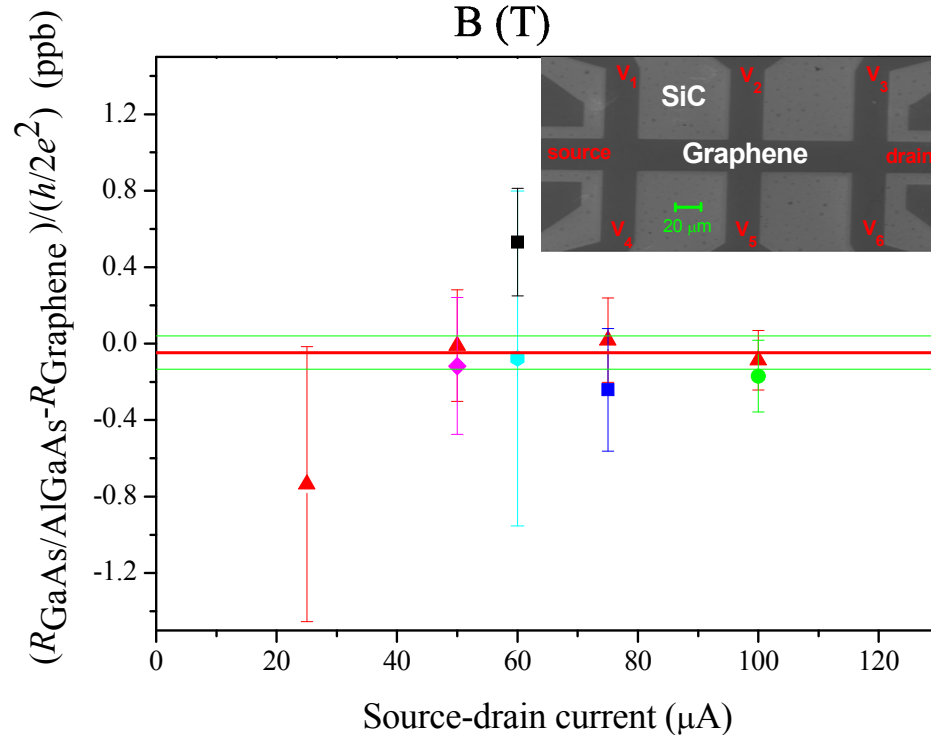 B (T)
(R_GaAs/AlGaAs-R_Graphene)/(h/2e²) (ppb)
1.2
0.8
0.4
0.0
-0.4
-0.8
-1.2
0 20 40 60 80 100 120
Source-drain current (μA)
V1 V2 V3
SiC
source Graphene drain
20 μm
V4 V5 V6